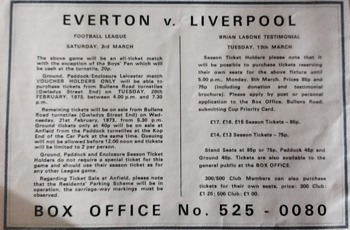 EVERTON v. LIVERPOOL
FOOTBALL LEAGUE
SATURDAY, 3rd MARCH
The above game will be an all-ticket match
with the exception of the Boys' Pen which will
be cash at the turnstile, 20p.
Ground, Paddock/Enclosure Leicester match
VOUCHER HOLDERS ONLY will be able to
purchase tickets from Bullens Road turnstiles
(Gwladys Street End) on TUESDAY, 20th
FEBRUARY, 1973, between 5.30 p.m. and 7.30
p.m.
Remaining tickets will be on sale from Bullens
Road turnstiles (Gwladys Street End) on Wed-
nesday, 21st February, 1973, from 6.30 p.m.
Ground tickets only at 40p will be on sale at
Anfield from the Paddock turnstiles at the Kop
End of the Car Park at the same time. Queuing
will not be allowed before 12.00 noon and tickets will
be limited to 2 per person.
Ground, Paddock and Enclosure Season Ticket
Holders do not require a special ticket for this game
and should use their season ticket as for
any other League game.
Regarding Ticket Sale at Anfield, please note
that the Residents' Parking Scheme will be in
operation, the carriage-way markings must be
observed.
BRIAN LABONE TESTIMONIAL
TUESDAY, 13th MARCH
Season Ticket Holders please note that it
will be possible to purchase tickets reserving
their own seats for the above fixture until
5.00 p.m.; Monday, 5th March. Prices 85p and
75p (including donation and testimonial
brochure). Please apply by post or personal
application to the Box Office, Bullens Road,
submitting Cup Priority Card.
£17, £16, £15 Season Tickets—85p.
£14, £13 Season Tickets—75p.
Stand Seats at 85p or 75p. Paddock 45p and
Ground 40p. Tickets are also available to the
general public at the BOX OFFICE.
300/500 Club Members can also purchase
tickets for their own seats, price: 300 Club:
£1.25; 500 Club: £1.00.
BOX OFFICE No. 525 - 0080